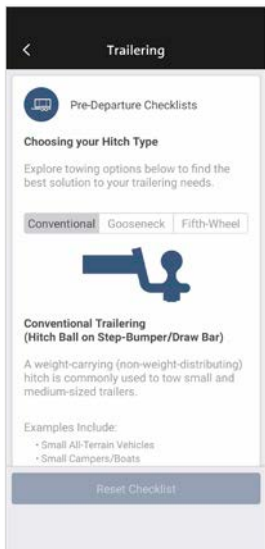 Trailering
Pre-Departure Checklists
Choosing your Hitch Type
Explore towing options below to find the
best solution to your trailering needs.
Conventional Gooseneck Fifth-Wheel
Conventional Trailering
(Hitch Ball on Step-Bumper/Draw Bar)
A weight-carrying (non-weight-distributing)
hitch is commonly used to tow small and
medium-sized trailers.
Examples Include:
• Small All-Terrain Vehicles
• Small Campers/Boats
Reset Checklist